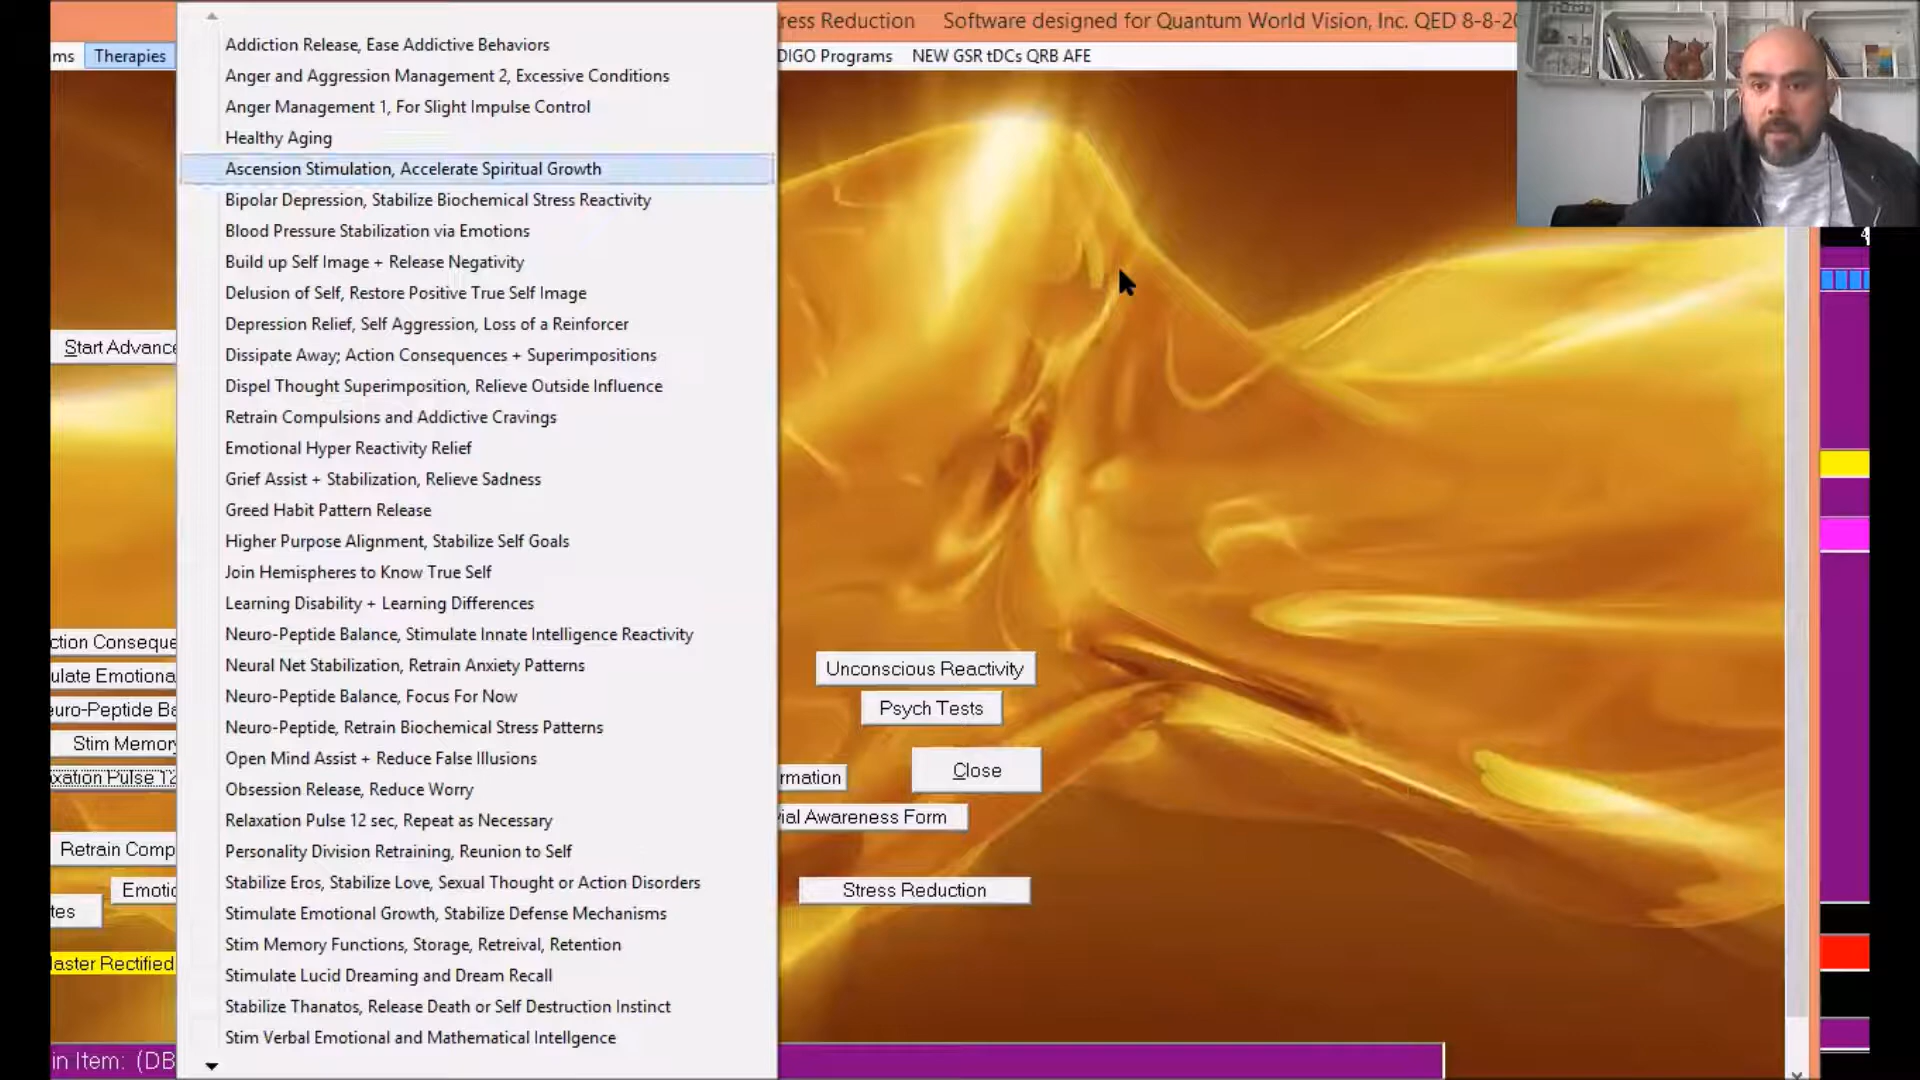 ress Reduction Software designed for Quantum World Vision, Inc. QED 8-8-20
ms Therapies DIGO Programs NEW GSR tDCs QRB AFE
Addiction Release, Ease Addictive Behaviors
Anger and Aggression Management 2, Excessive Conditions
Anger Management 1, For Slight Impulse Control
Healthy Aging
Ascension Stimulation, Accelerate Spiritual Growth
Bipolar Depression, Stabilize Biochemical Stress Reactivity
Blood Pressure Stabilization via Emotions
Build up Self Image + Release Negativity
Delusion of Self, Restore Positive True Self Image
Depression Relief, Self Aggression, Loss of a Reinforcer
Dissipate Away; Action Consequences + Superimpositions
Dispel Thought Superimposition, Relieve Outside Influence
Retrain Compulsions and Addictive Cravings
Emotional Hyper Reactivity Relief
Grief Assist + Stabilization, Relieve Sadness
Greed Habit Pattern Release
Higher Purpose Alignment, Stabilize Self Goals
Join Hemispheres to Know True Self
Learning Disability + Learning Differences
Neuro-Peptide Balance, Stimulate Innate Intelligence Reactivity
Neural Net Stabilization, Retrain Anxiety Patterns
Neuro-Peptide Balance, Focus For Now
Neuro-Peptide, Retrain Biochemical Stress Patterns
Open Mind Assist + Reduce False Illusions
Obsession Release, Reduce Worry
Relaxation Pulse 12 sec, Repeat as Necessary
Personality Division Retraining, Reunion to Self
Stabilize Eros, Stabilize Love, Sexual Thought or Action Disorders
Stimulate Emotional Growth, Stabilize Defense Mechanisms
Stim Memory Functions, Storage, Retreival, Retention
Stimulate Lucid Dreaming and Dream Recall
Stabilize Thanatos, Release Death or Self Destruction Instinct
Stim Verbal Emotional and Mathematical Intellgence
Start Advance
ction Conseque
ulate Emotiona
euro-Peptide Ba
Stim Memory
xation Pulse 12
Retrain Comp
Emotio
tes
aster Rectified
in Item: (DB
Unconscious Reactivity
Psych Tests
Close
rmation
vial Awareness Form
Stress Reduction